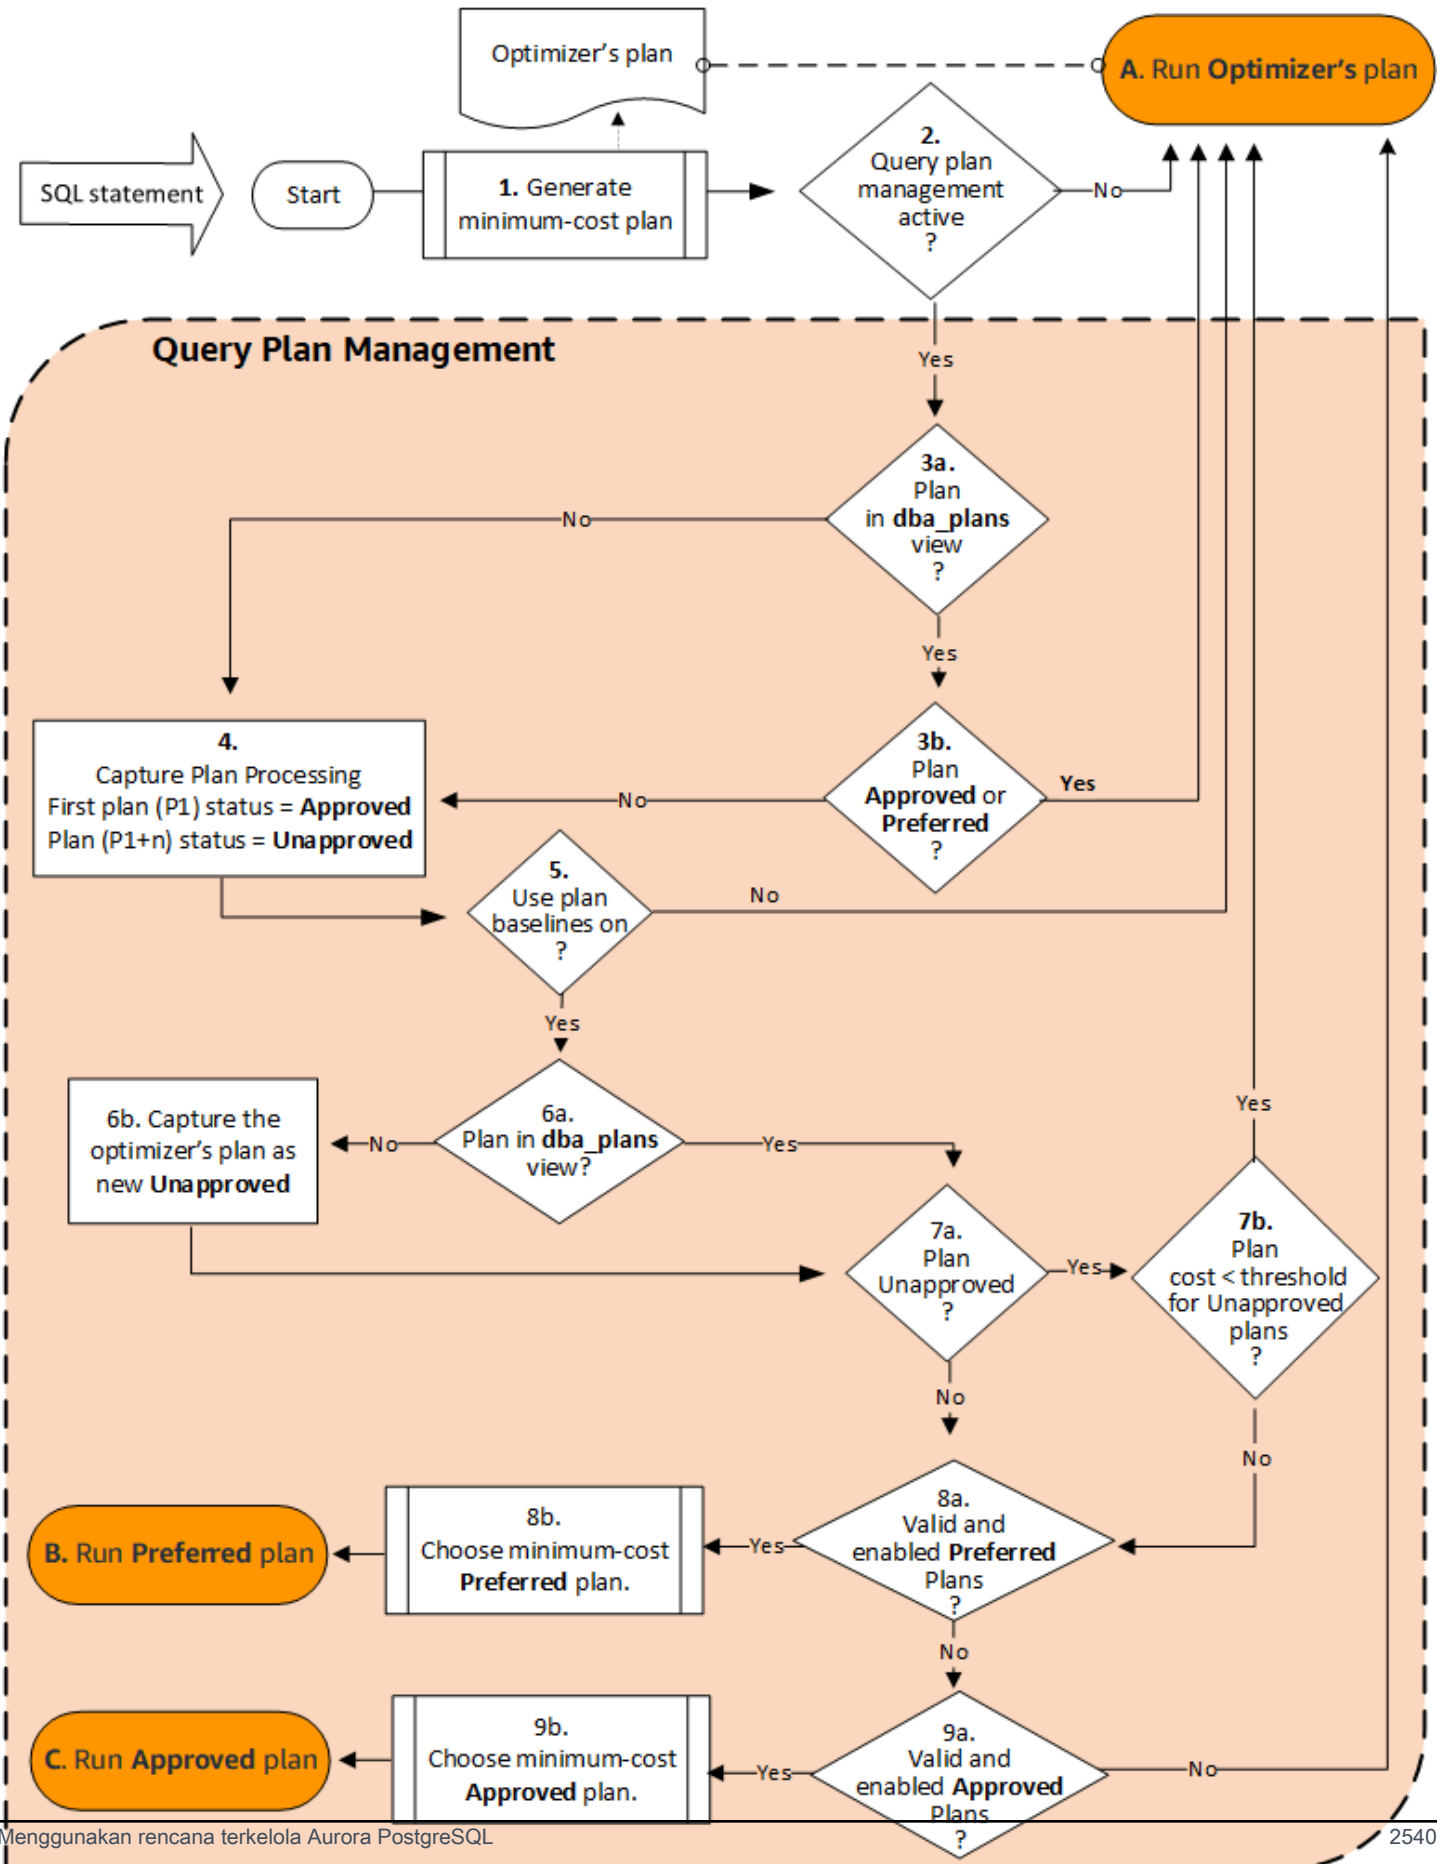 Optimizer's plan
A. Run Optimizer's plan
SQL statement
Start
1. Generate
minimum-cost plan
2.
Query plan
management
active
?
No
Query Plan Management
Yes
3a.
Plan
in dba_plans
view
?
No
Yes
4.
Capture Plan Processing
First plan (P1) status = Approved
Plan (P1+n) status = Unapproved
No
3b.
Plan
Approved or
Preferred
?
Yes
5.
Use plan
baselines on
?
No
Yes
6b. Capture the
optimizer's plan as
new Unapproved
No
6a.
Plan in dba_plans
view?
Yes
7a.
Plan
Unapproved
?
Yes
Yes
7b.
Plan
cost < threshold
for Unapproved
plans
?
No
No
B. Run Preferred plan
8b.
Choose minimum-cost
Preferred plan.
Yes
8a.
Valid and
enabled Preferred
Plans
?
No
C. Run Approved plan
9b.
Choose minimum-cost
Approved plan.
Yes
9a.
Valid and
enabled Approved
Plans
?
No
Menggunakan rencana terkelola Aurora PostgreSQL
2540